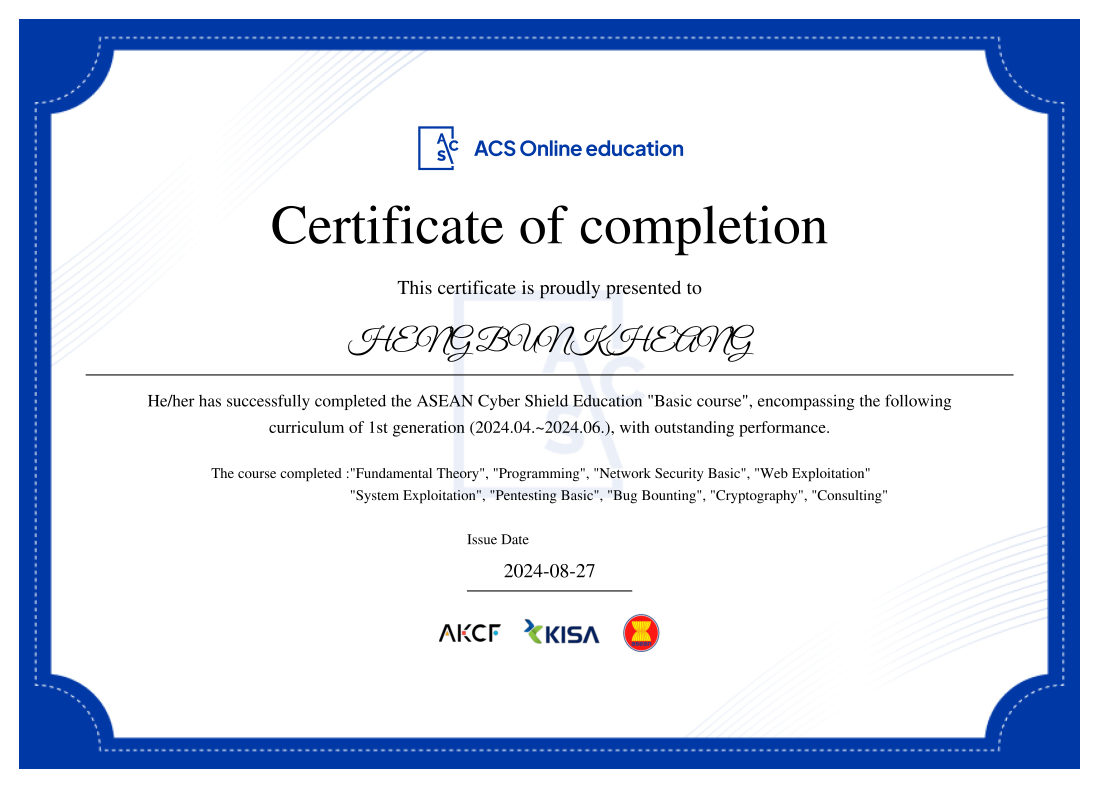 ACS ACS Online education
Certificate of completion
This certificate is proudly presented to
HENG BUNKHEANG
He/her has successfully completed the ASEAN Cyber Shield Education "Basic course", encompassing the following
curriculum of 1st generation (2024.04.~2024.06.), with outstanding performance.
The course completed :"Fundamental Theory", "Programming", "Network Security Basic", "Web Exploitation"
"System Exploitation", "Pentesting Basic", "Bug Bounting", "Cryptography", "Consulting"
Issue Date
2024-08-27
AKCF KISA